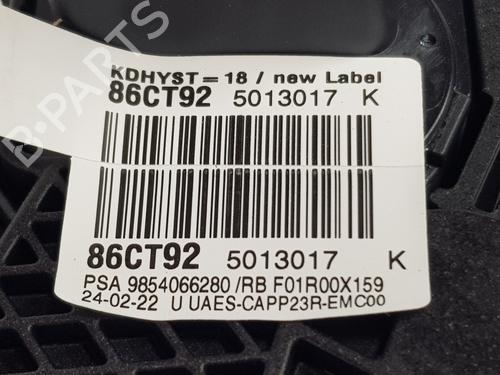 KDHYST=18 / new Label
86CT92 5013017 K
86CT92 5013017 K
PSA 9854066280 /RB F01R00X159
24-02-22 U UAES-CAPP23R-EMC00
B-Parts